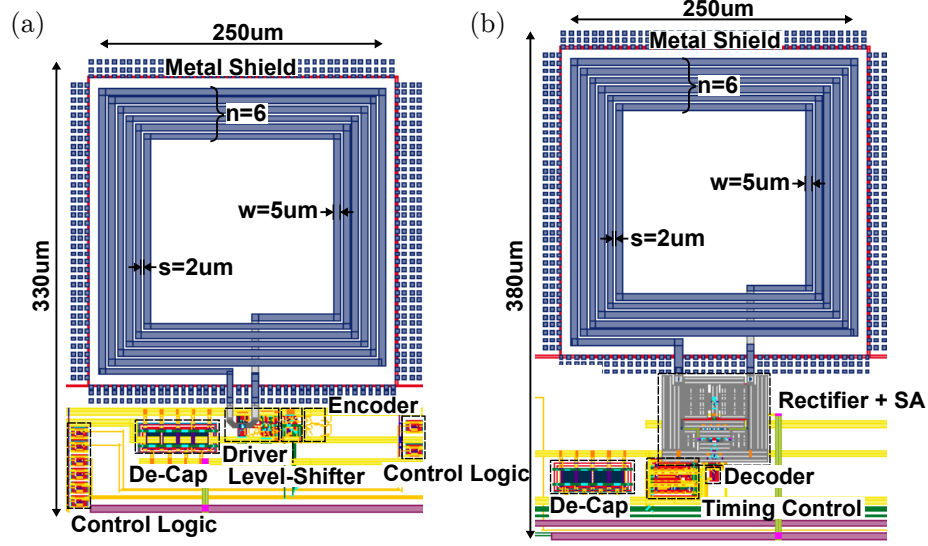 (a)
250um
Metal Shield
n=6
w=5um
s=2um
330um
Encoder
Driver
De-Cap
Level-Shifter
Control Logic
Control Logic
(b)
250um
Metal Shield
n=6
w=5um
s=2um
380um
Rectifier + SA
Decoder
De-Cap
Timing Control